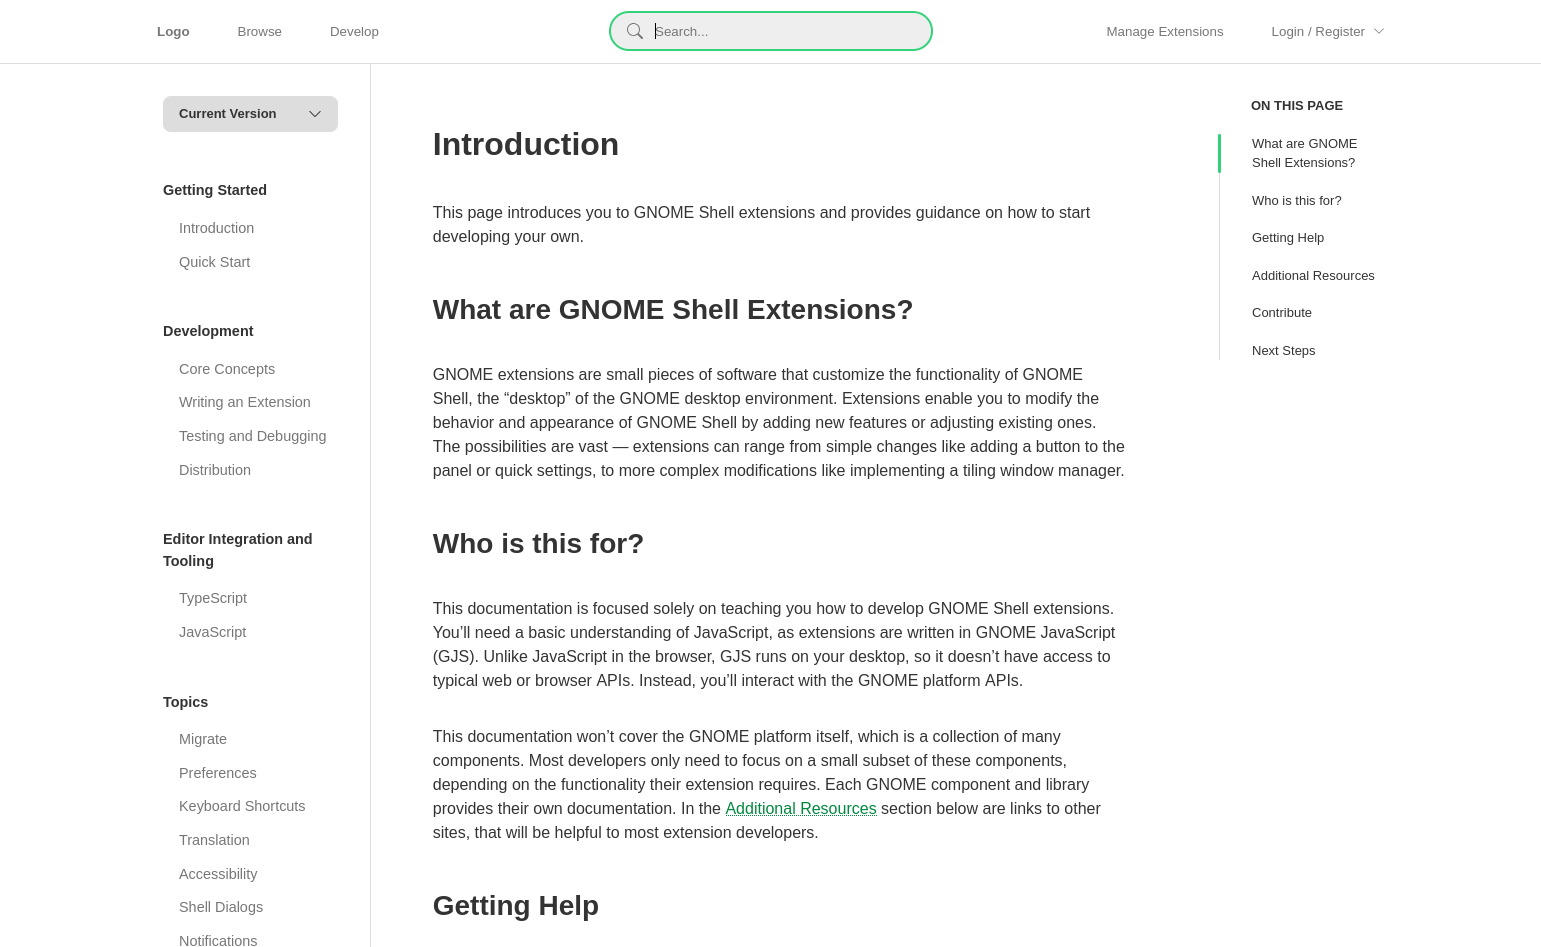 Logo
Browse
Develop
Search...
Manage Extensions
Login / Register
Current Version
Getting Started
Introduction
Quick Start
Development
Core Concepts
Writing an Extension
Testing and Debugging
Distribution
Editor Integration and
Tooling
TypeScript
JavaScript
Topics
Migrate
Preferences
Keyboard Shortcuts
Translation
Accessibility
Shell Dialogs
Notifications
Introduction
This page introduces you to GNOME Shell extensions and provides guidance on how to start
developing your own.
What are GNOME Shell Extensions?
GNOME extensions are small pieces of software that customize the functionality of GNOME
Shell, the “desktop” of the GNOME desktop environment. Extensions enable you to modify the
behavior and appearance of GNOME Shell by adding new features or adjusting existing ones.
The possibilities are vast — extensions can range from simple changes like adding a button to the
panel or quick settings, to more complex modifications like implementing a tiling window manager.
Who is this for?
This documentation is focused solely on teaching you how to develop GNOME Shell extensions.
You’ll need a basic understanding of JavaScript, as extensions are written in GNOME JavaScript
(GJS). Unlike JavaScript in the browser, GJS runs on your desktop, so it doesn’t have access to
typical web or browser APIs. Instead, you’ll interact with the GNOME platform APIs.
This documentation won’t cover the GNOME platform itself, which is a collection of many
components. Most developers only need to focus on a small subset of these components,
depending on the functionality their extension requires. Each GNOME component and library
provides their own documentation. In the Additional Resources section below are links to other
sites, that will be helpful to most extension developers.
Getting Help
ON THIS PAGE
What are GNOME
Shell Extensions?
Who is this for?
Getting Help
Additional Resources
Contribute
Next Steps